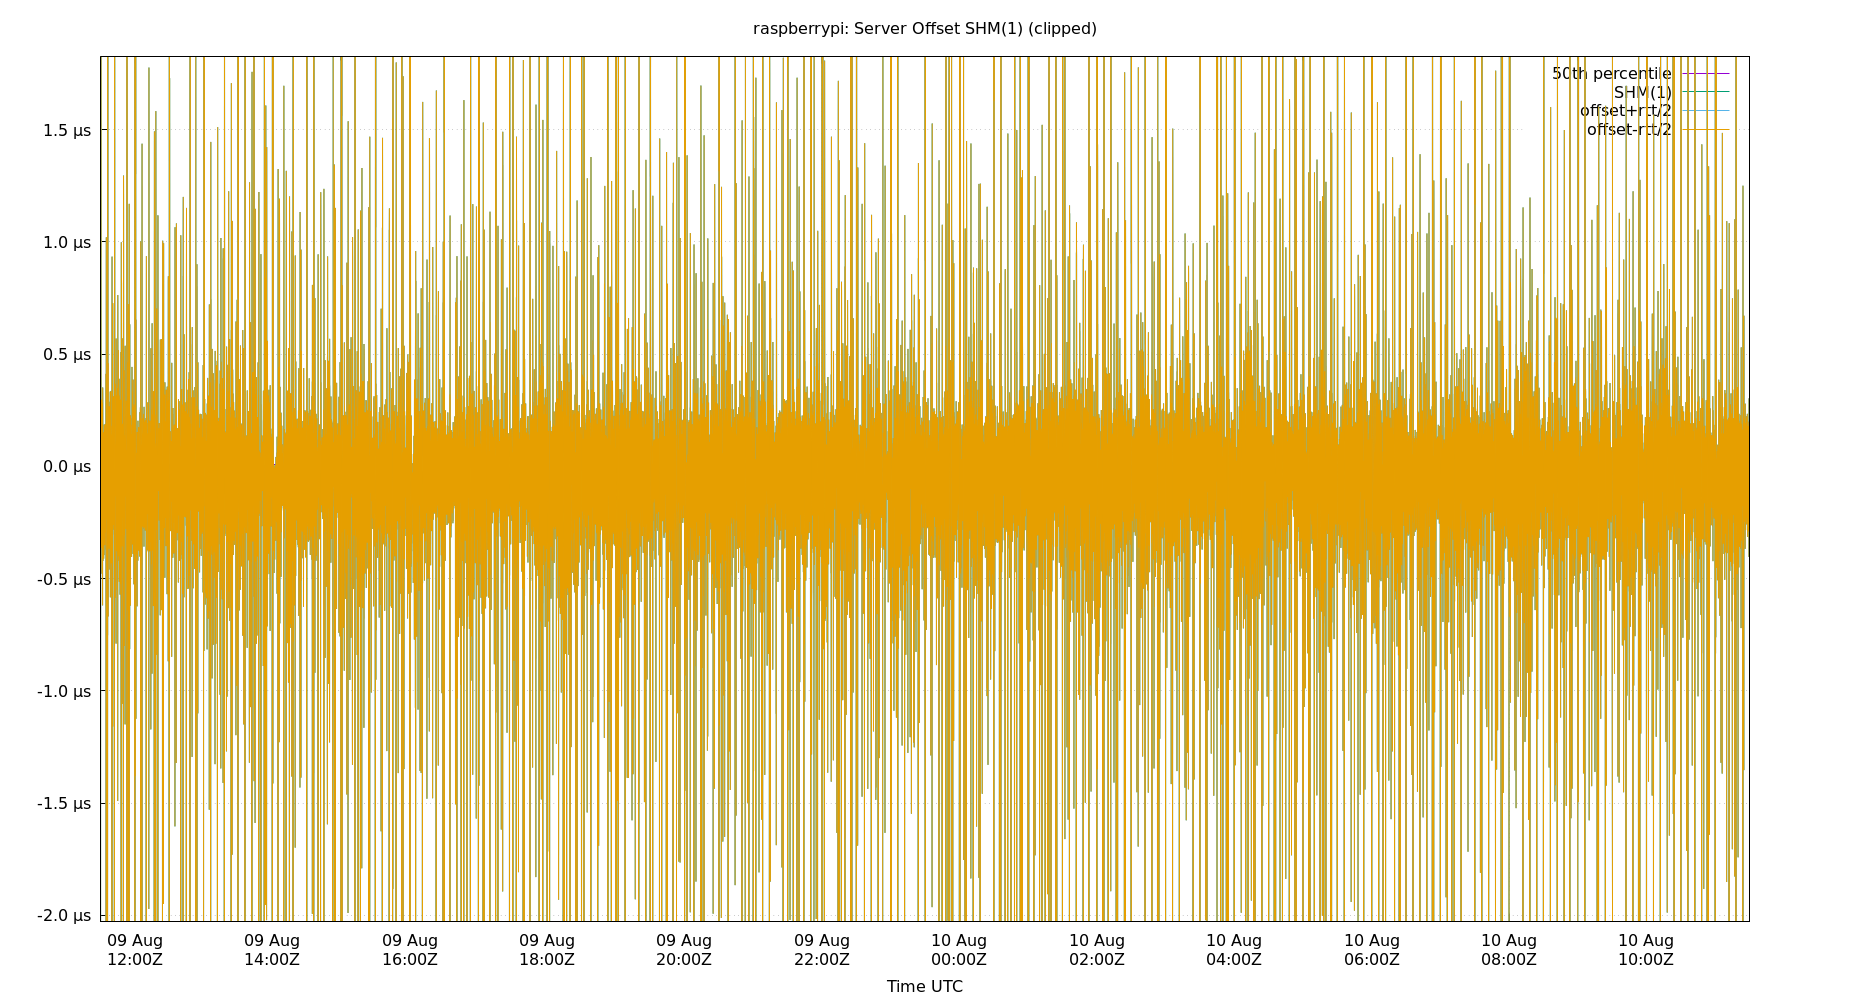 raspberrypi: Server Offset SHM(1) (clipped)
50th percentile
SHM(1)
offset+rtt/2
offset-rtt/2
1.5 µs
1.0 µs
0.5 µs
0.0 µs
-0.5 µs
-1.0 µs
-1.5 µs
-2.0 µs
09 Aug 09 Aug 09 Aug 09 Aug 09 Aug 09 Aug 10 Aug 10 Aug 10 Aug 10 Aug 10 Aug 10 Aug
12:00Z 14:00Z 16:00Z 18:00Z 20:00Z 22:00Z 00:00Z 02:00Z 04:00Z 06:00Z 08:00Z 10:00Z
Time UTC